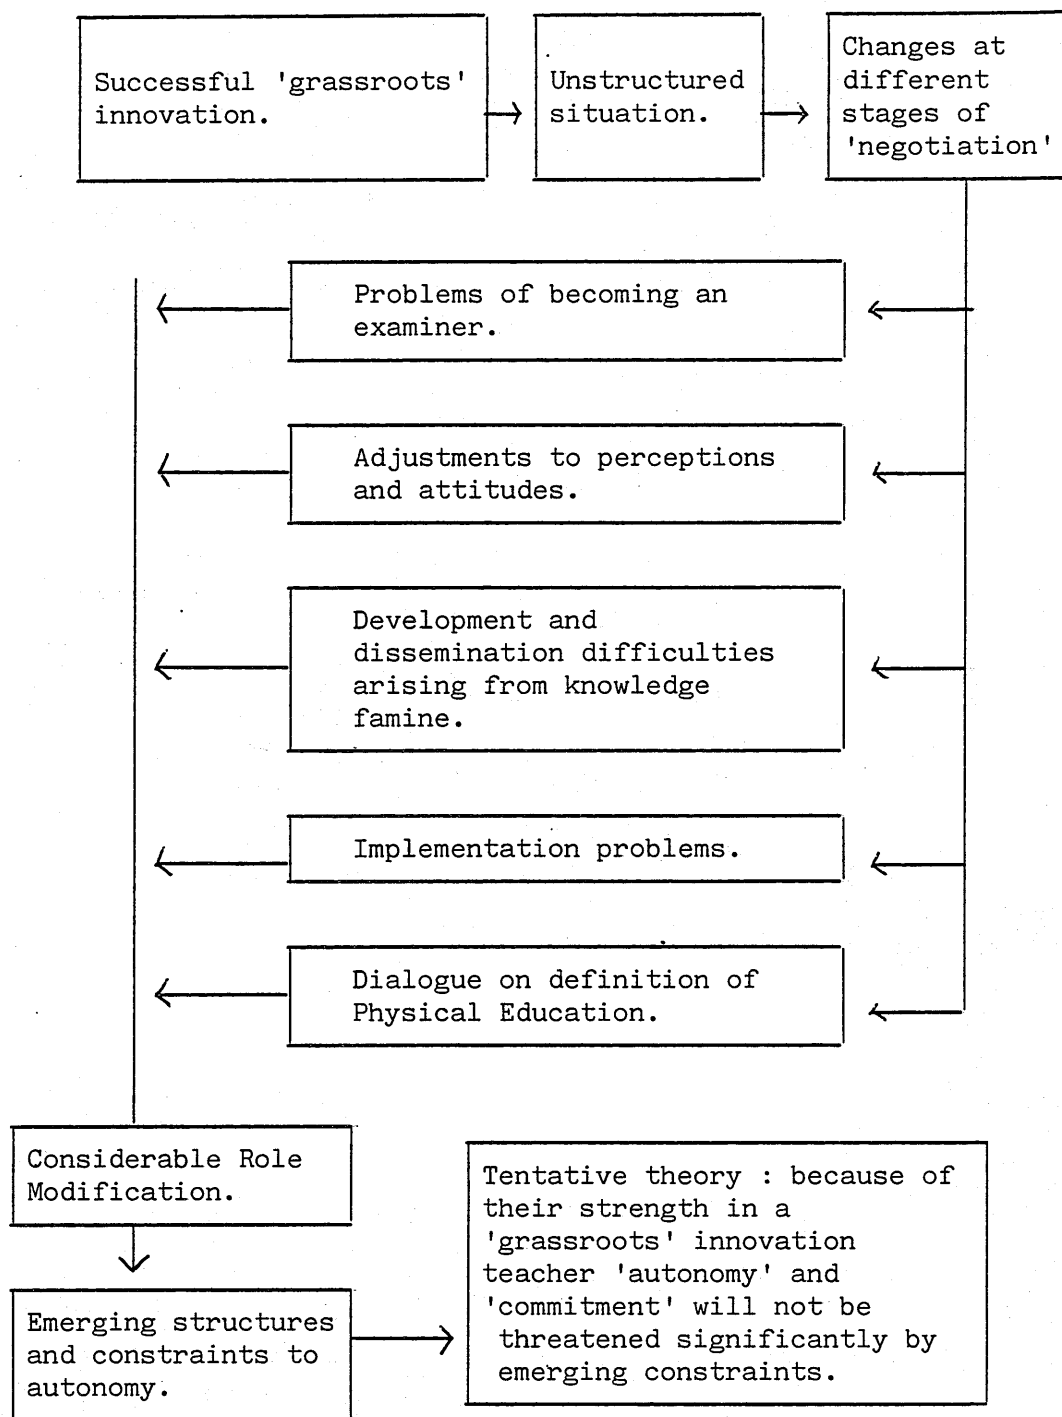 Successful 'grassroots'
innovation.
Unstructured
situation.
Changes at
different
stages of
'negotiation'
Problems of becoming an
examiner.
Adjustments to perceptions
and attitudes.
Development and
dissemination difficulties
arising from knowledge
famine.
Implementation problems.
Dialogue on definition of
Physical Education.
Considerable Role
Modification.
Emerging structures
and constraints to
autonomy.
Tentative theory : because of
their strength in a
'grassroots' innovation
teacher 'autonomy' and
'commitment' will not be
threatened significantly by
emerging constraints.